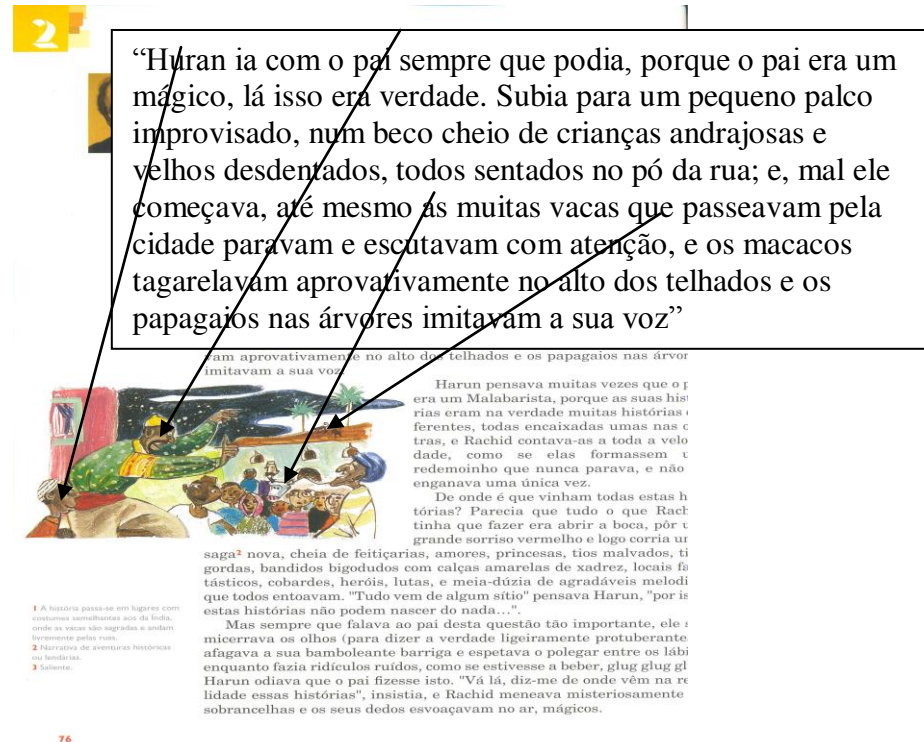 2
“Huran ia com o pai sempre que podia, porque o pai era um
mágico, lá isso era verdade. Subia para um pequeno palco
improvisado, num beco cheio de crianças andrajosas e
velhos desdentados, todos sentados no pó da rua; e, mal ele
começava, até mesmo as muitas vacas que passeavam pela
cidade paravam e escutavam com atenção, e os macacos
tagarelavam aprovativamente no alto dos telhados e os
papagaios nas árvores imitavam a sua voz”
vam aprovativamente no alto dos telhados e os papagaios nas árvor
imitavam a sua voz
Harun pensava muitas vezes que o p
era um Malabarista, porque as suas hist
rias eram na verdade muitas histórias
ferentes, todas encaixadas umas nas o
tras, e Rachid contava-as a toda a velo
dade, como se elas formassem u
redemoinho que nunca parava, e não
enganava uma única vez.
De onde é que vinham todas estas h
tórias? Parecia que tudo o que Rach
tinha que fazer era abrir a boca, pôr u
grande sorriso vermelho e logo corria um
saga² nova, cheia de feitiçarias, amores, princesas, tios malvados, ti
gordas, bandidos bigodudos com calças amarelas de xadrez, locais fa
tásticos, cobardes, heróis, lutas, e meia-dúzia de agradáveis melodi
que todos entoavam. "Tudo vem de algum sítio" pensava Harun, "por is
estas histórias não podem nascer do nada...".
Mas sempre que falava ao pai desta questão tão importante, ele s
micerrava os olhos (para dizer a verdade ligeiramente protuberante
afagava a sua bamboleante barriga e espetava o polegar entre os lábi
enquanto fazia ridículos ruídos, como se estivesse a beber, glug glug gl
Harun odiava que o pai fizesse isto. "Vá lá, diz-me de onde vêm na re
lidade essas histórias", insistia, e Rachid meneava misteriosamente
sobrancelhas e os seus dedos esvoaçavam no ar, mágicos.
1 A história passa-se em lugares com
costumes semelhantes aos da Índia,
onde as vacas são sagradas e andam
livremente pelas ruas.
2 Narrativa de aventuras históricas
ou lendárias.
3 Saliente.
76